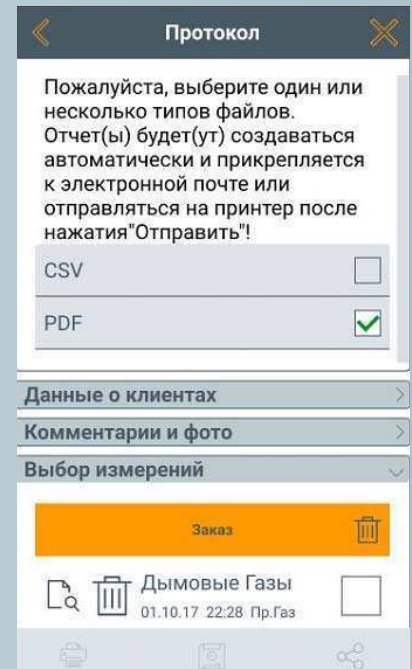 Протокол
Пожалуйста, выберите один или
несколько типов файлов.
Отчет(ы) будет(ут) создаваться
автоматически и прикрепляется
к электронной почте или
отправляться на принтер после
нажатия"Отправить"!
CSV
PDF
Данные о клиентах
Комментарии и фото
Выбор измерений
Заказ
Дымовые Газы
01.10.17 22:28 Пр.Газ